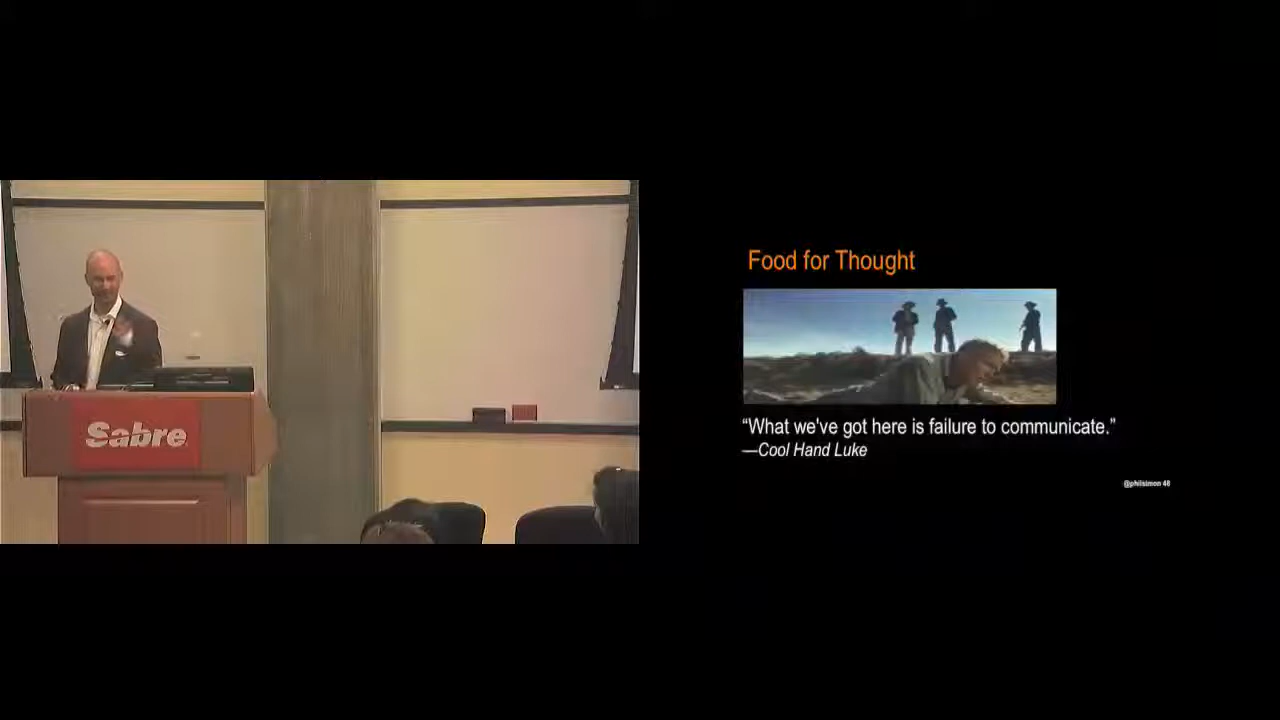 Sabre
Food for Thought
“What we've got here is failure to communicate.”
—Cool Hand Luke
@philsimon 48